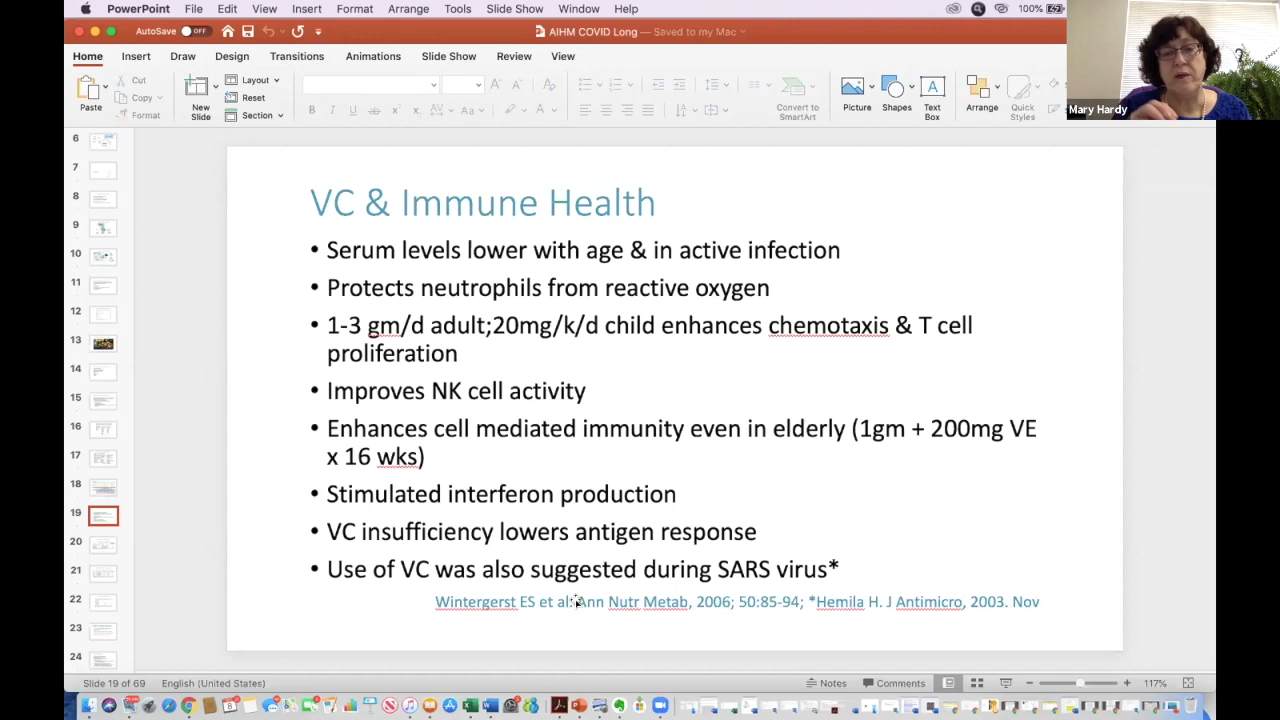 PowerPoint File Edit View Insert Format Arrange Tools Slide Show Window Help 100%
AutoSave OFF AIHM COVID Long — Saved to my Mac
Home Insert Draw Design Transitions Animations Slide Show Review View
Paste Cut Copy Format New Slide Layout Reset Section
B I U Aa A
Convert to SmartArt Picture Shapes Text Box Arrange Quick Styles
Mary Hardy
6
7
8
9
10
11
12
13
14
15
16
17
18
19
20
21
22
23
24
VC & Immune Health
• Serum levels lower with age & in active infection
• Protects neutrophils from reactive oxygen
• 1-3 gm/d adult;20mg/k/d child enhances chemotaxis & T cell
proliferation
• Improves NK cell activity
• Enhances cell mediated immunity even in elderly (1gm + 200mg VE
x 16 wks)
• Stimulated interferon production
• VC insufficiency lowers antigen response
• Use of VC was also suggested during SARS virus*
Wintergerst ES et al: Ann Nutr Metab, 2006; 50:85-94; *Hemila H. J Antimicro, 2003. Nov
Slide 19 of 69 English (United States) Notes Comments 117%